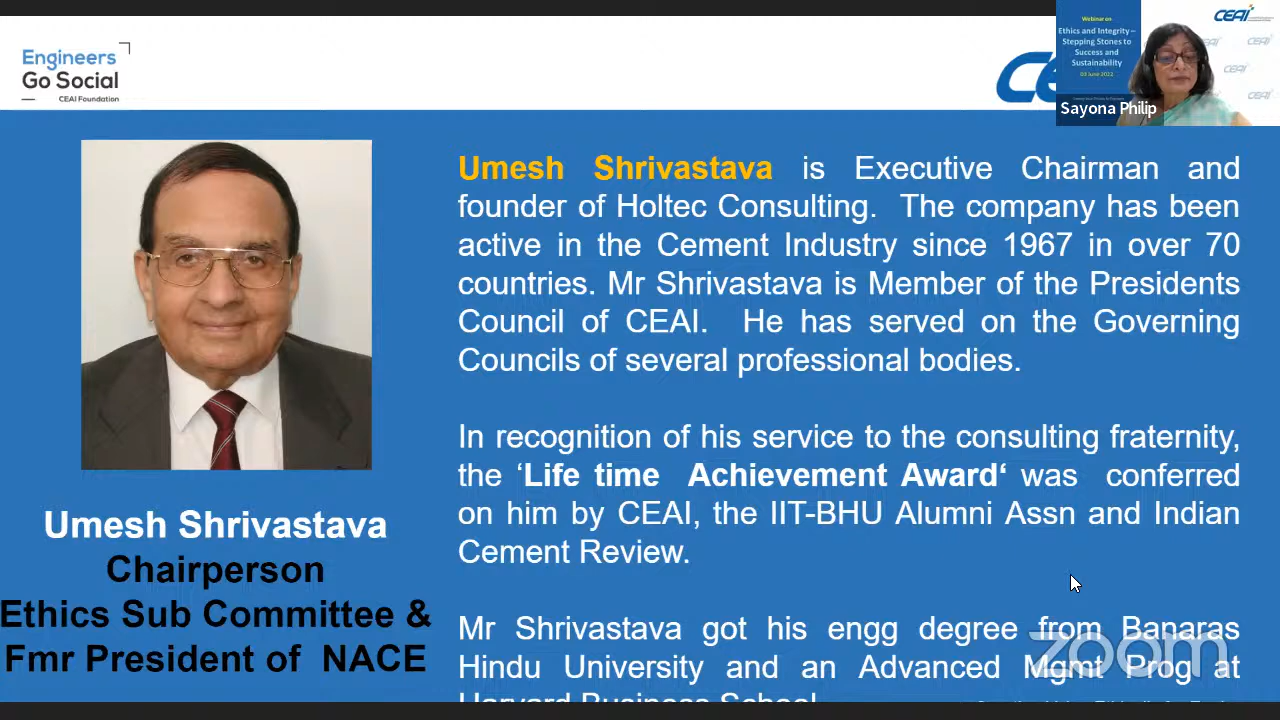 Engineers
Go Social
CEAI Foundation
Webinar on
Ethics and Integrity –
Stepping Stones to
Success and
Sustainability
03 June 2022
CEAI
Sayona Philip
Umesh Shrivastava is Executive Chairman and
founder of Holtec Consulting. The company has been
active in the Cement Industry since 1967 in over 70
countries. Mr Shrivastava is Member of the Presidents
Council of CEAI. He has served on the Governing
Councils of several professional bodies.
In recognition of his service to the consulting fraternity,
the ‘Life time Achievement Award‘ was conferred
on him by CEAI, the IIT-BHU Alumni Assn and Indian
Cement Review.
Mr Shrivastava got his engg degree from Banaras
Hindu University and an Advanced Mgmt Prog at
Harvard Business School
Umesh Shrivastava
Chairperson
Ethics Sub Committee &
Fmr President of NACE
zoom